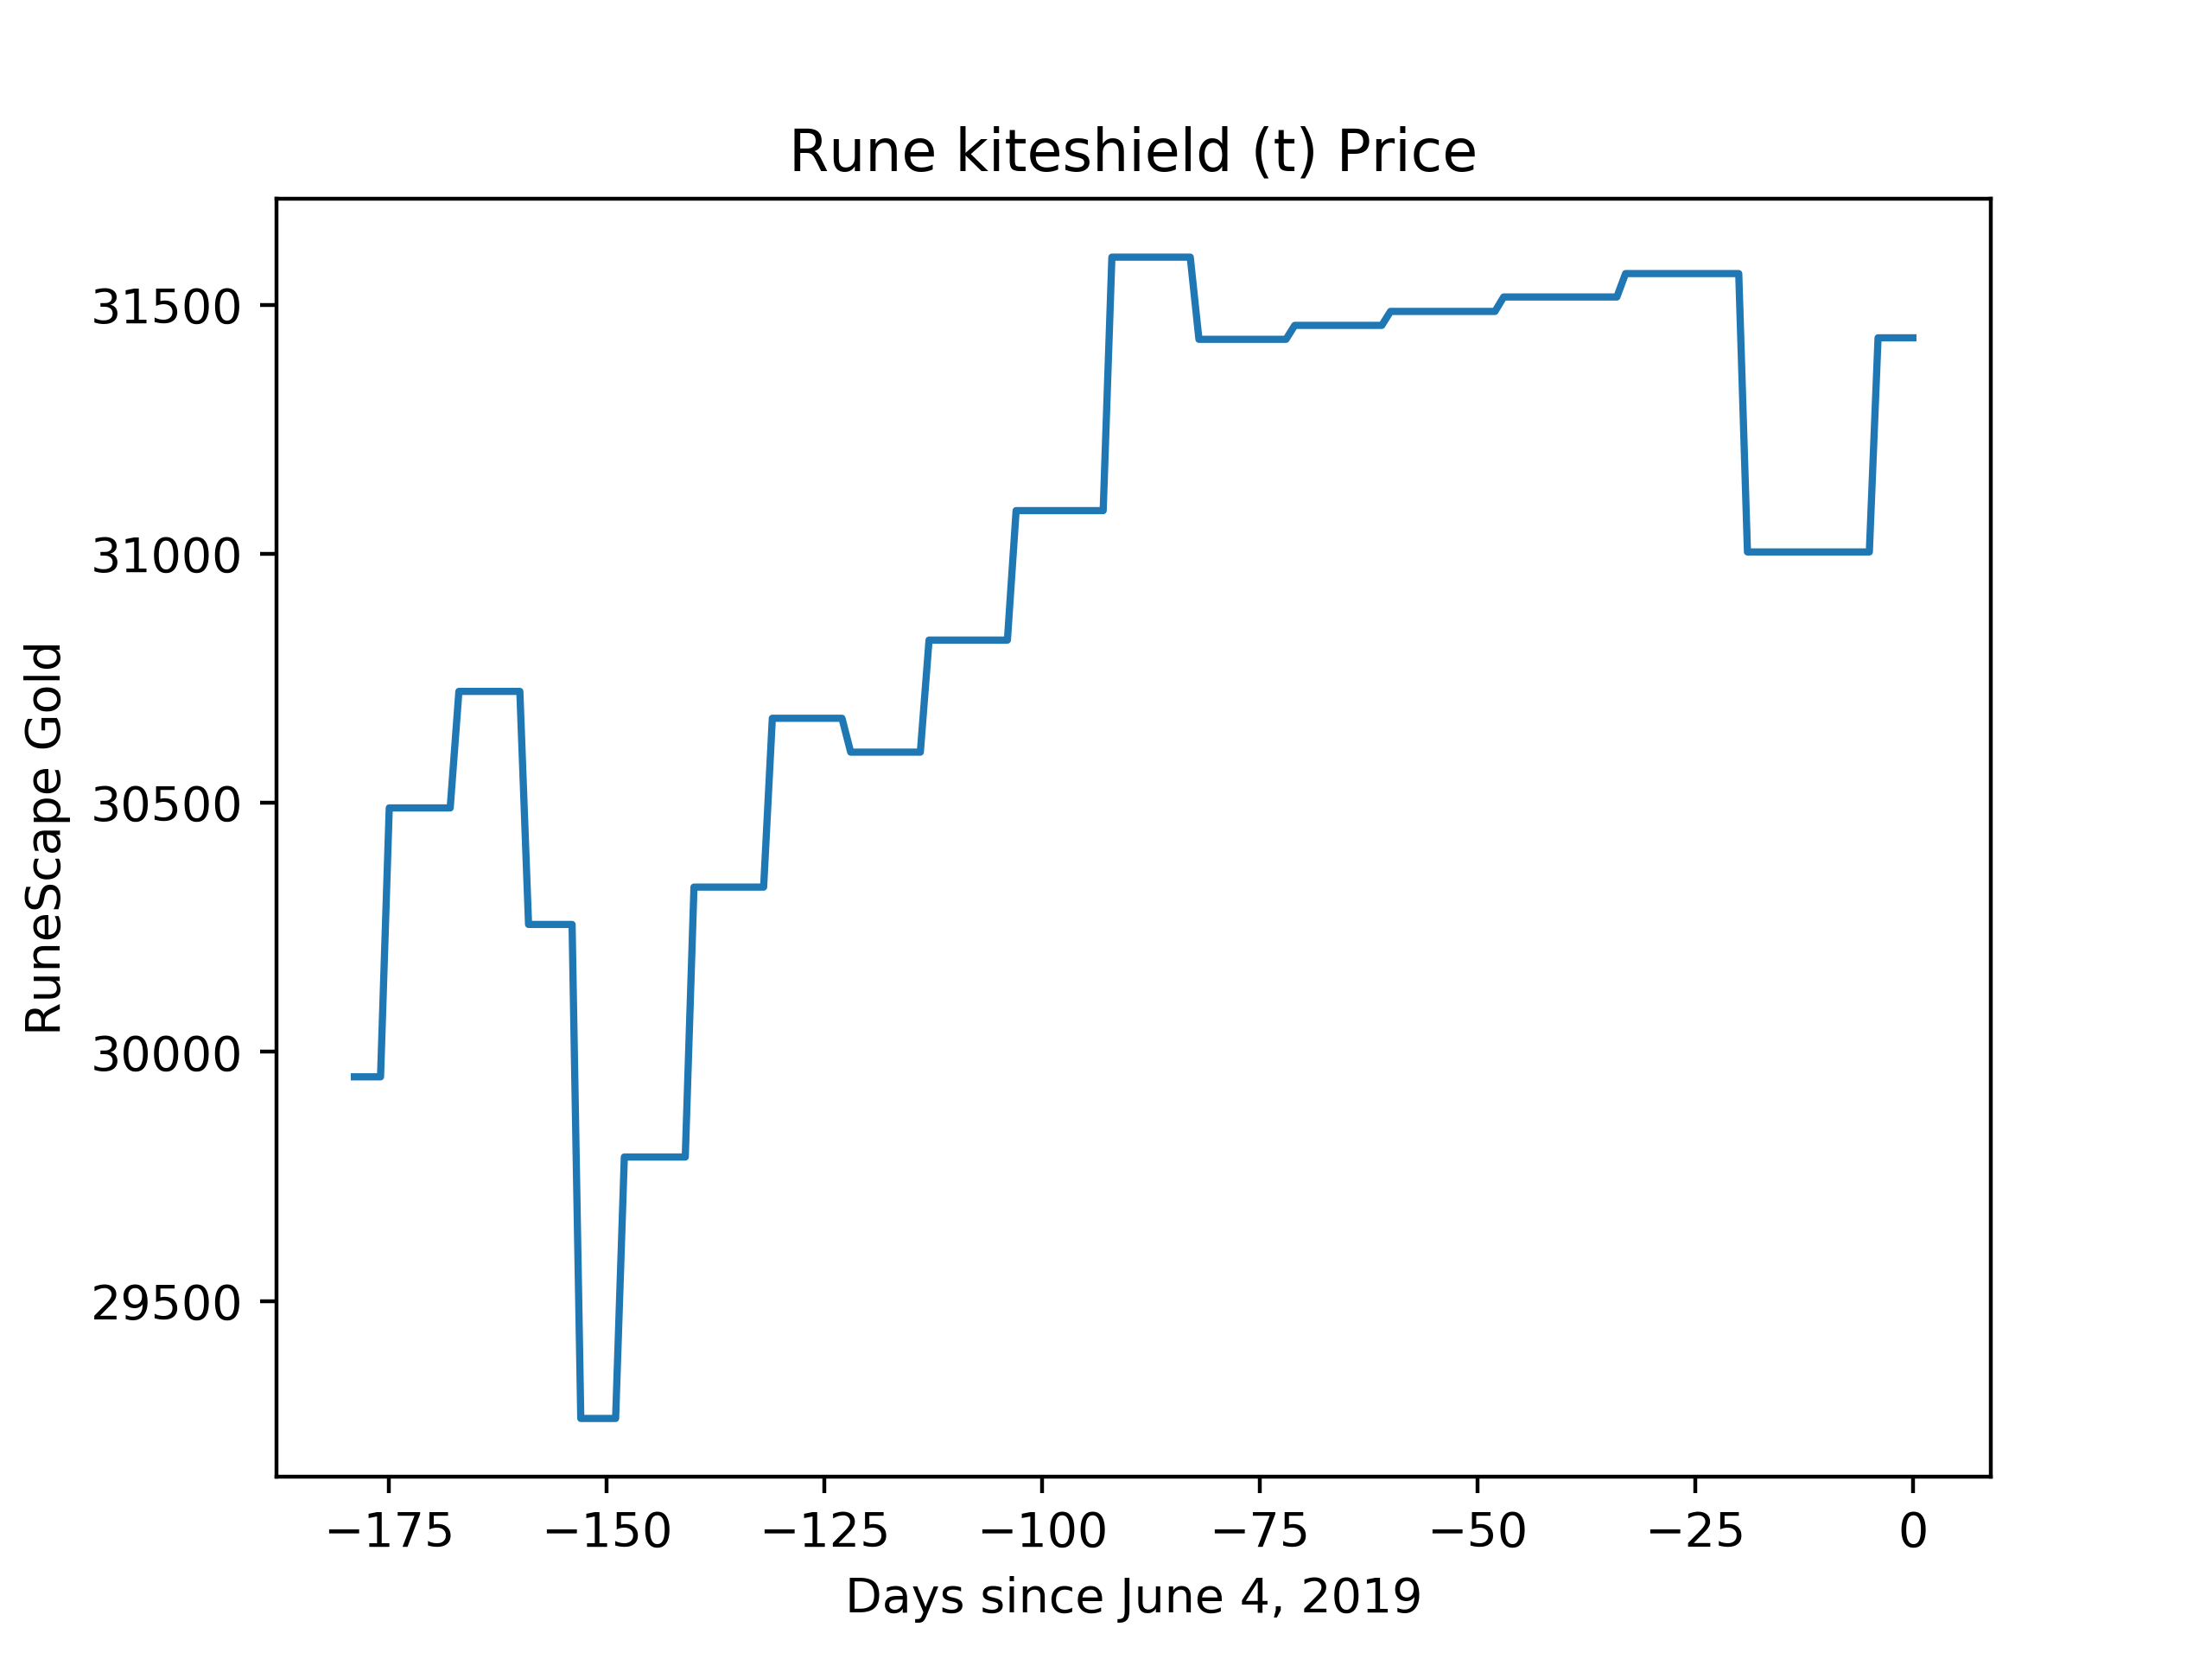 Rune kiteshield (t) Price
RuneScape Gold
31500
31000
30500
30000
29500
−175 −150 −125 −100 −75 −50 −25 0
Days since June 4, 2019